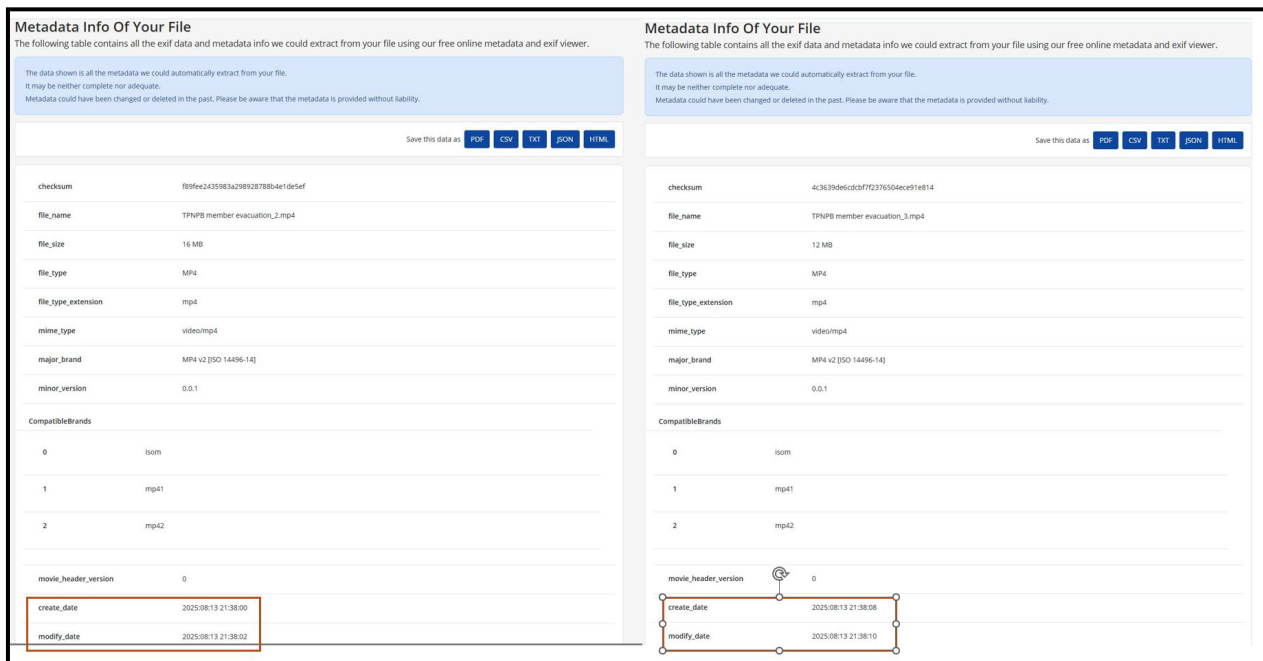 Metadata Info Of Your File
The following table contains all the exif data and metadata info we could extract from your file using our free online metadata and exif viewer.
The data shown is all the metadata we could automatically extract from your file.
It may be neither complete nor adequate.
Metadata could have been changed or deleted in the past. Please be aware that the metadata is provided without liability.
Save this data as PDF CSV TXT JSON HTML
checksum f89fee2435983a298928788b4e1de5ef
file_name TPNPB member evacuation_2.mp4
file_size 16 MB
file_type MP4
file_type_extension mp4
mime_type video/mp4
major_brand MP4 v2 [ISO 14496-14]
minor_version 0.0.1
CompatibleBrands
0 isom
1 mp41
2 mp42
movie_header_version 0
create_date 2025:08:13 21:38:00
modify_date 2025:08:13 21:38:02
Metadata Info Of Your File
The following table contains all the exif data and metadata info we could extract from your file using our free online metadata and exif viewer.
The data shown is all the metadata we could automatically extract from your file.
It may be neither complete nor adequate.
Metadata could have been changed or deleted in the past. Please be aware that the metadata is provided without liability.
Save this data as PDF CSV TXT JSON HTML
checksum 4c3639de6cdcbf7f2376504ece91e814
file_name TPNPB member evacuation_3.mp4
file_size 12 MB
file_type MP4
file_type_extension mp4
mime_type video/mp4
major_brand MP4 v2 [ISO 14496-14]
minor_version 0.0.1
CompatibleBrands
0 isom
1 mp41
2 mp42
movie_header_version 0
create_date 2025:08:13 21:38:08
modify_date 2025:08:13 21:38:10